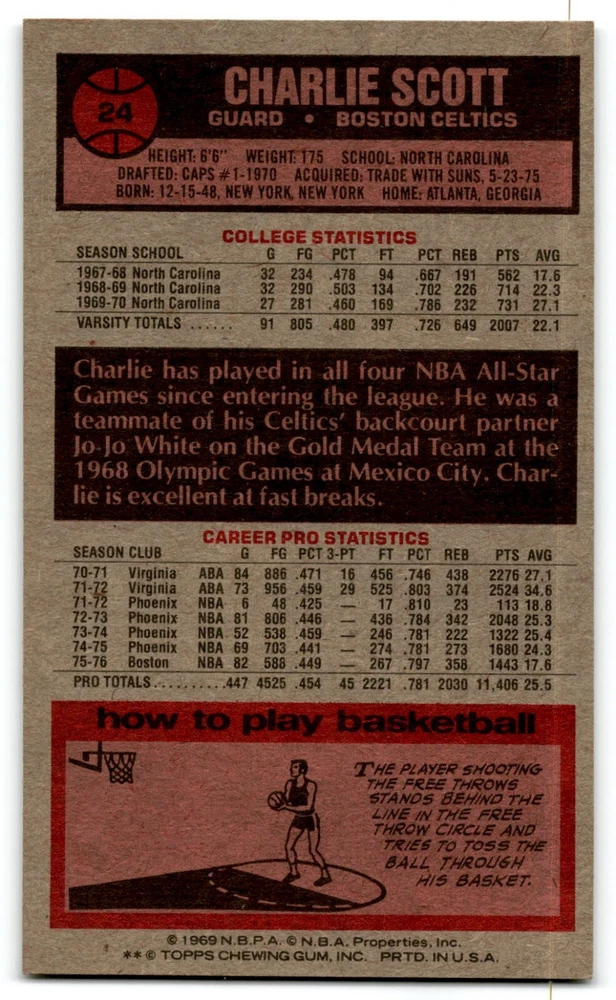 24
CHARLIE SCOTT
GUARD • BOSTON CELTICS
HEIGHT: 6'6" WEIGHT: 175 SCHOOL: NORTH CAROLINA
DRAFTED: CAPS #1-1970 ACQUIRED: TRADE WITH SUNS, 5-23-75
BORN: 12-15-48, NEW YORK, NEW YORK HOME: ATLANTA, GEORGIA
COLLEGE STATISTICS
SEASON SCHOOL G FG PCT FT PCT REB PTS AVG
1967-68 North Carolina 32 234 .478 94 .667 191 562 17.6
1968-69 North Carolina 32 290 .503 134 .702 226 714 22.3
1969-70 North Carolina 27 281 .460 169 .786 232 731 27.1
VARSITY TOTALS ...... 91 805 .480 397 .726 649 2007 22.1
Charlie has played in all four NBA All-Star
Games since entering the league. He was a
teammate of his Celtics' backcourt partner
Jo-Jo White on the Gold Medal Team at the
1968 Olympic Games at Mexico City. Char-
lie is excellent at fast breaks.
CAREER PRO STATISTICS
SEASON CLUB G FG PCT 3-PT FT PCT REB PTS AVG
70-71 Virginia ABA 84 886 .471 16 456 .746 438 2276 27.1
71-72 Virginia ABA 73 956 .459 29 525 .803 374 2524 34.6
71-72 Phoenix NBA 6 48 .425 — 17 .810 23 113 18.8
72-73 Phoenix NBA 81 806 .446 — 436 .784 342 2048 25.3
73-74 Phoenix NBA 52 538 .459 — 246 .781 222 1322 25.4
74-75 Phoenix NBA 69 703 .441 — 274 .781 273 1680 24.3
75-76 Boston NBA 82 588 .449 — 267 .797 358 1443 17.6
PRO TOTALS..........447 4525 .454 45 2221 .781 2030 11,406 25.5
how to play basketball
THE PLAYER SHOOTING
THE FREE THROWS
STANDS BEHIND THE
LINE IN THE FREE
THROW CIRCLE AND
TRIES TO TOSS THE
BALL THROUGH
HIS BASKET.
© 1969 N.B.P.A. © N.B.A. Properties, Inc.
** © TOPPS CHEWING GUM, INC. PRTD. IN U.S.A.